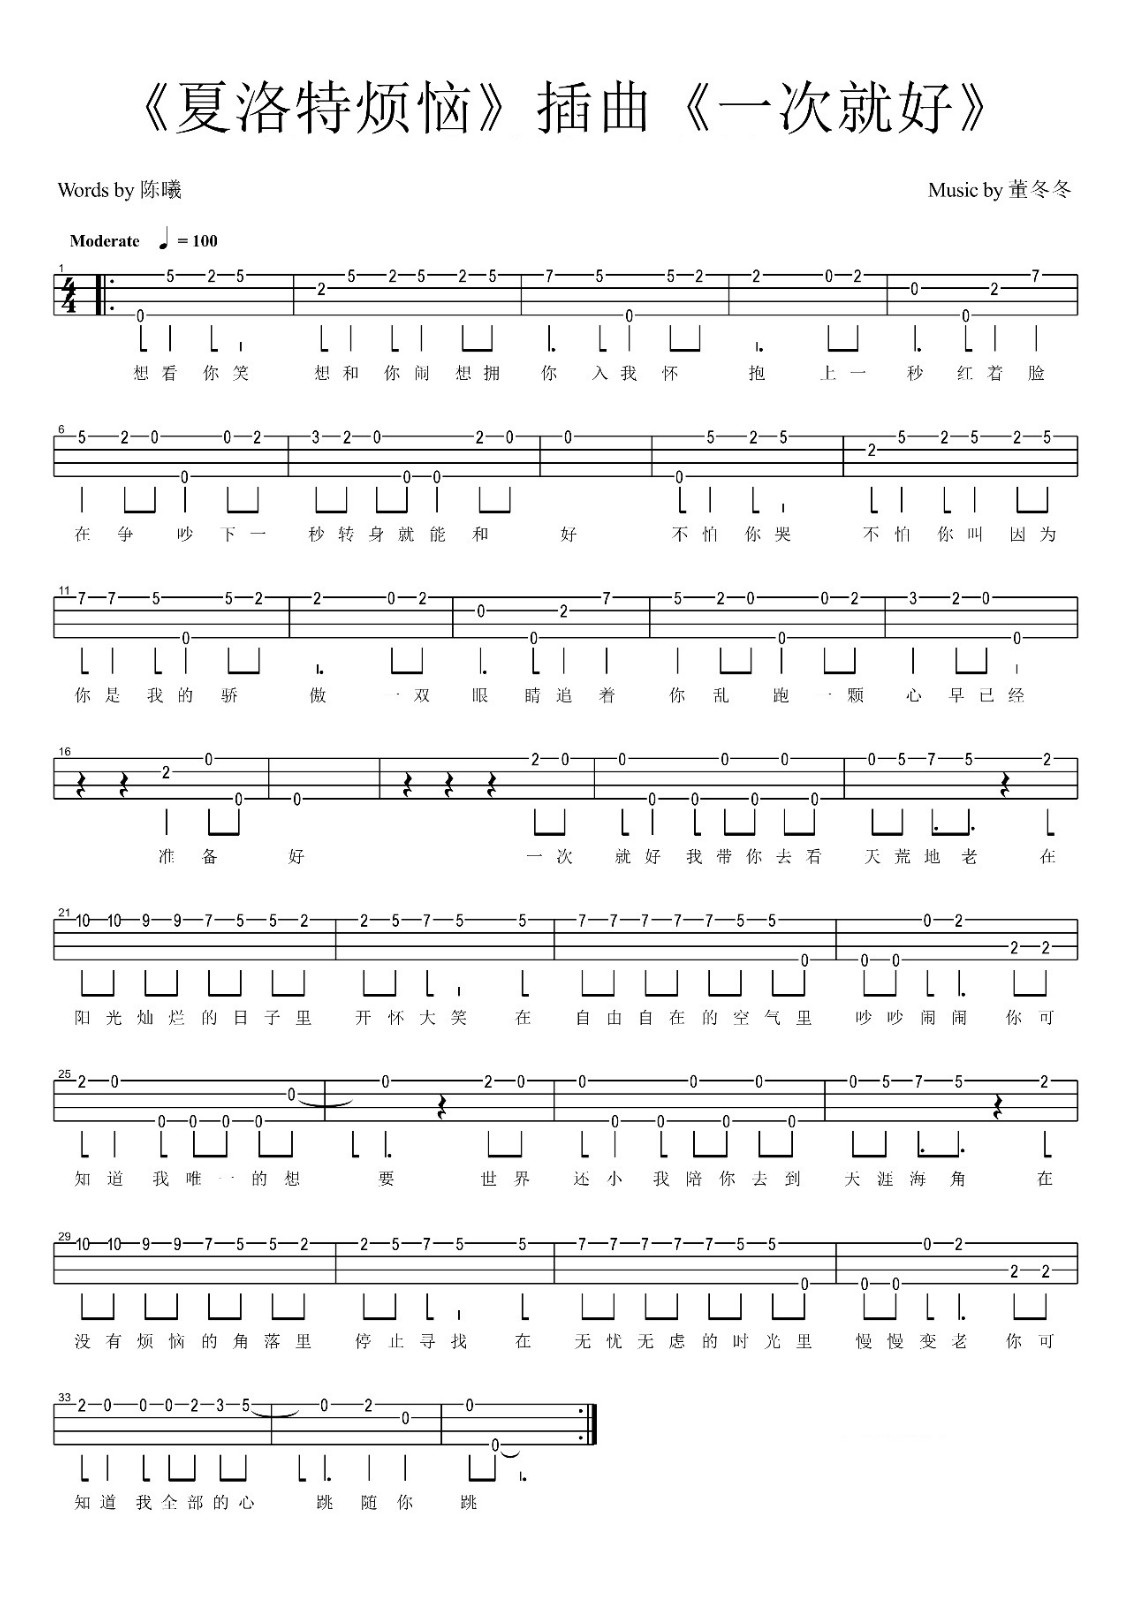 《夏洛特烦恼》插曲《一次就好》
Words by 陈曦
Music by 董冬冬
Moderate ♩ = 100
1
4
4
0 5 2 5 2 5 2 5 2 5 7 5 0 5 2 2 0 2 0 0 2 7
想 看 你 笑 想 和 你 闹 想 拥 你 入 我 怀 抱 上 一 秒 红 着 脸
6
5 2 0 0 0 2 3 2 0 0 0 2 0 0 0 5 2 5 2 5 2 5 2 5
在 争 吵 下 一 秒 转 身 就 能 和 好 不 怕 你 哭 不 怕 你 叫 因 为
11
7 7 5 0 5 2 2 0 2 0 0 2 7 5 2 0 0 0 2 3 2 0 0
你 是 我 的 骄 傲 一 双 眼 睛 追 着 你 乱 跑 一 颗 心 早 已 经
16
2 0 0 0 2 0 0 0 0 0 0 0 0 0 5 7 5 2
准 备 好 一 次 就 好 我 带 你 去 看 天 荒 地 老 在
21
10 10 9 9 7 5 5 2 2 5 7 5 5 7 7 7 7 7 5 5 0 0 0 0 2 2 2
阳 光 灿 烂 的 日 子 里 开 怀 大 笑 在 自 由 自 在 的 空 气 里 吵 吵 闹 闹 你 可
25
2 0 0 0 0 0 0 0 2 0 0 0 0 0 0 0 0 0 5 7 5 2
知 道 我 唯 一 的 想 要 世 界 还 小 我 陪 你 去 到 天 涯 海 角 在
29
10 10 9 9 7 5 5 2 2 5 7 5 5 7 7 7 7 7 5 5 0 0 0 0 2 2 2
没 有 烦 恼 的 角 落 里 停 止 寻 找 在 无 忧 无 虑 的 时 光 里 慢 慢 变 老 你 可
33
2 0 0 0 2 3 5 0 2 0 0 0
知 道 我 全 部 的 心 跳 随 你 跳